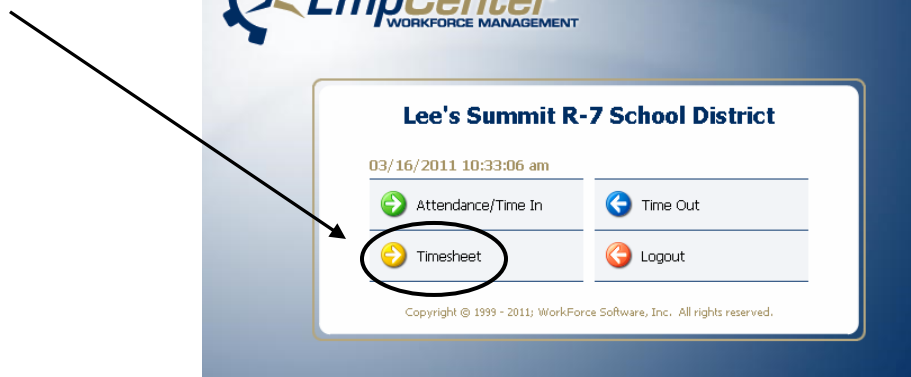 EmpCenter
WORKFORCE MANAGEMENT
Lee's Summit R-7 School District
03/16/2011 10:33:06 am
Attendance/Time In
Time Out
Timesheet
Logout
Copyright © 1999 - 2011; WorkForce Software, Inc. All rights reserved.